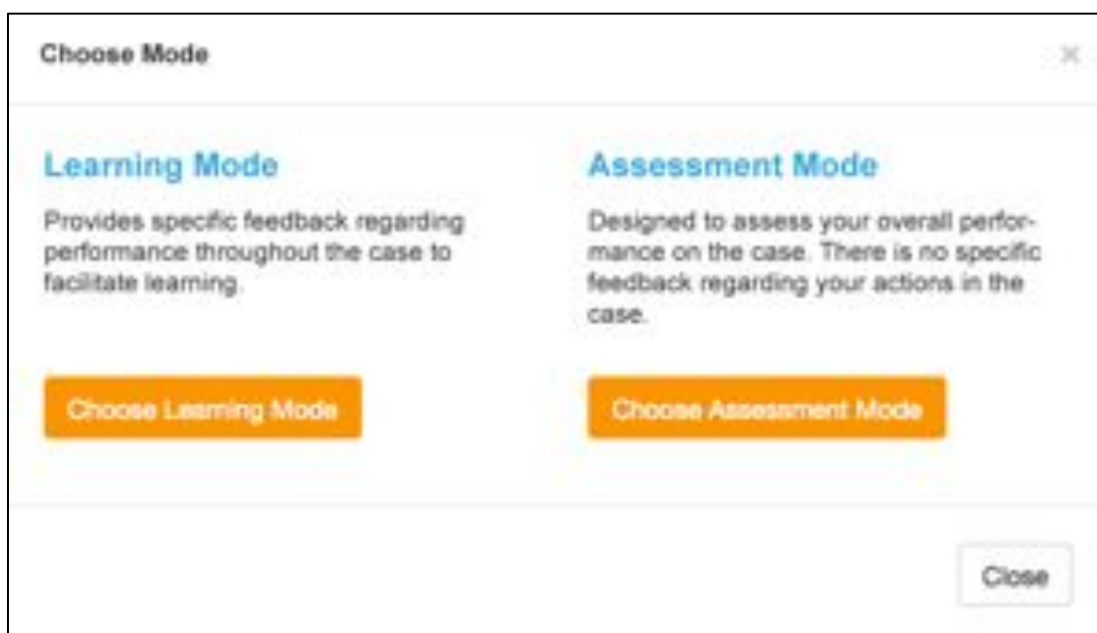 Choose Mode ×
Learning Mode
Provides specific feedback regarding
performance throughout the case to
facilitate learning.
Choose Learning Mode
Assessment Mode
Designed to assess your overall perfor-
mance on the case. There is no specific
feedback regarding your actions in the
case.
Choose Assessment Mode
Close